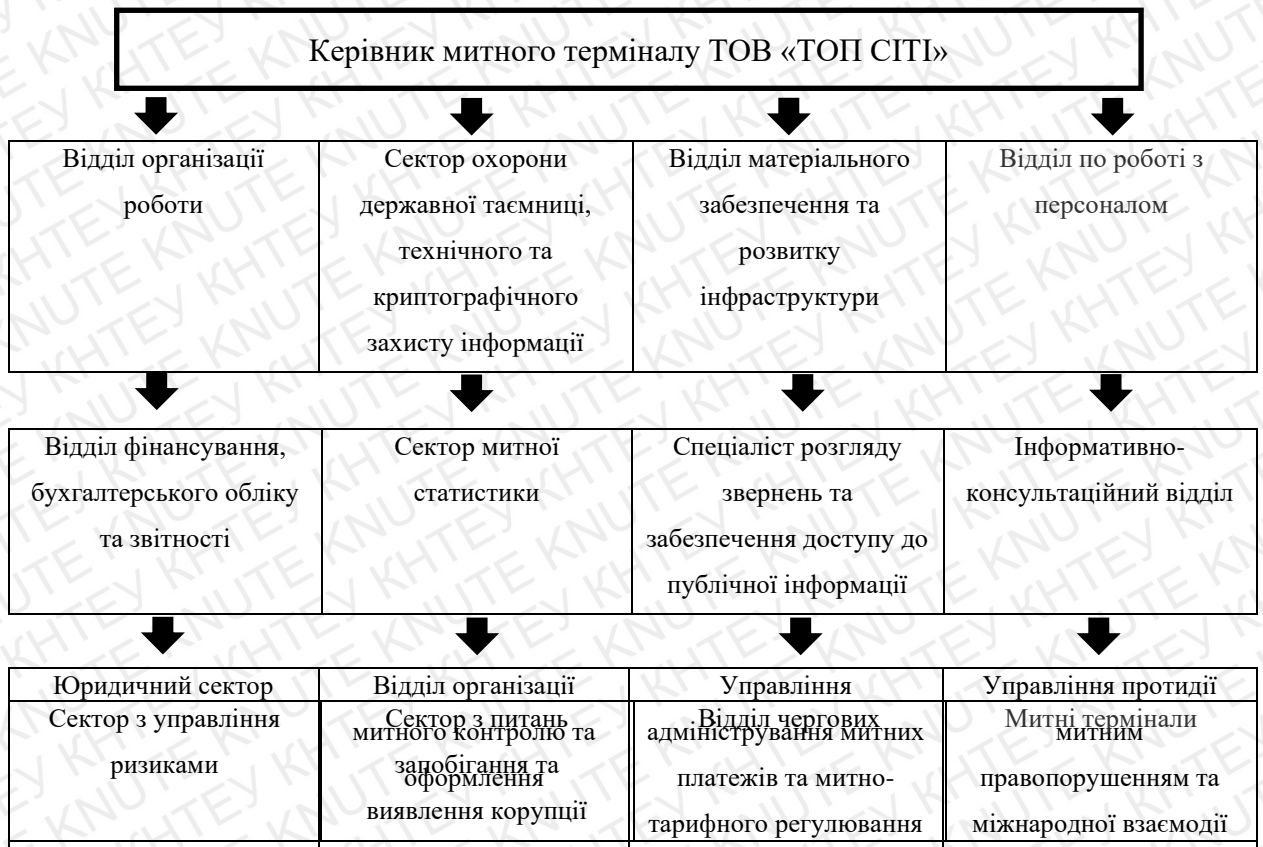 Керівник митного терміналу ТОВ «ТОП СІТІ»
Відділ організації
роботи
Сектор охорони
державної таємниці,
технічного та
криптографічного
захисту інформації
Відділ матеріального
забезпечення та
розвитку
інфраструктури
Відділ по роботі з
персоналом
Відділ фінансування,
бухгалтерського обліку
та звітності
Сектор митної
статистики
Спеціаліст розгляду
звернень та
забезпечення доступу до
публічної інформації
Інформативно-
консультаційний відділ
Юридичний сектор
Відділ організації
митного контролю та
оформлення
Управління
адміністрування митних
платежів та митно-
тарифного регулювання
Управління протидії
митним
правопорушенням та
міжнародної взаємодії
Сектор з управління
ризиками
Сектор з питань
запобігання та
виявлення корупції
Відділ чергових
Митні термінали
KHTEY KNUTE